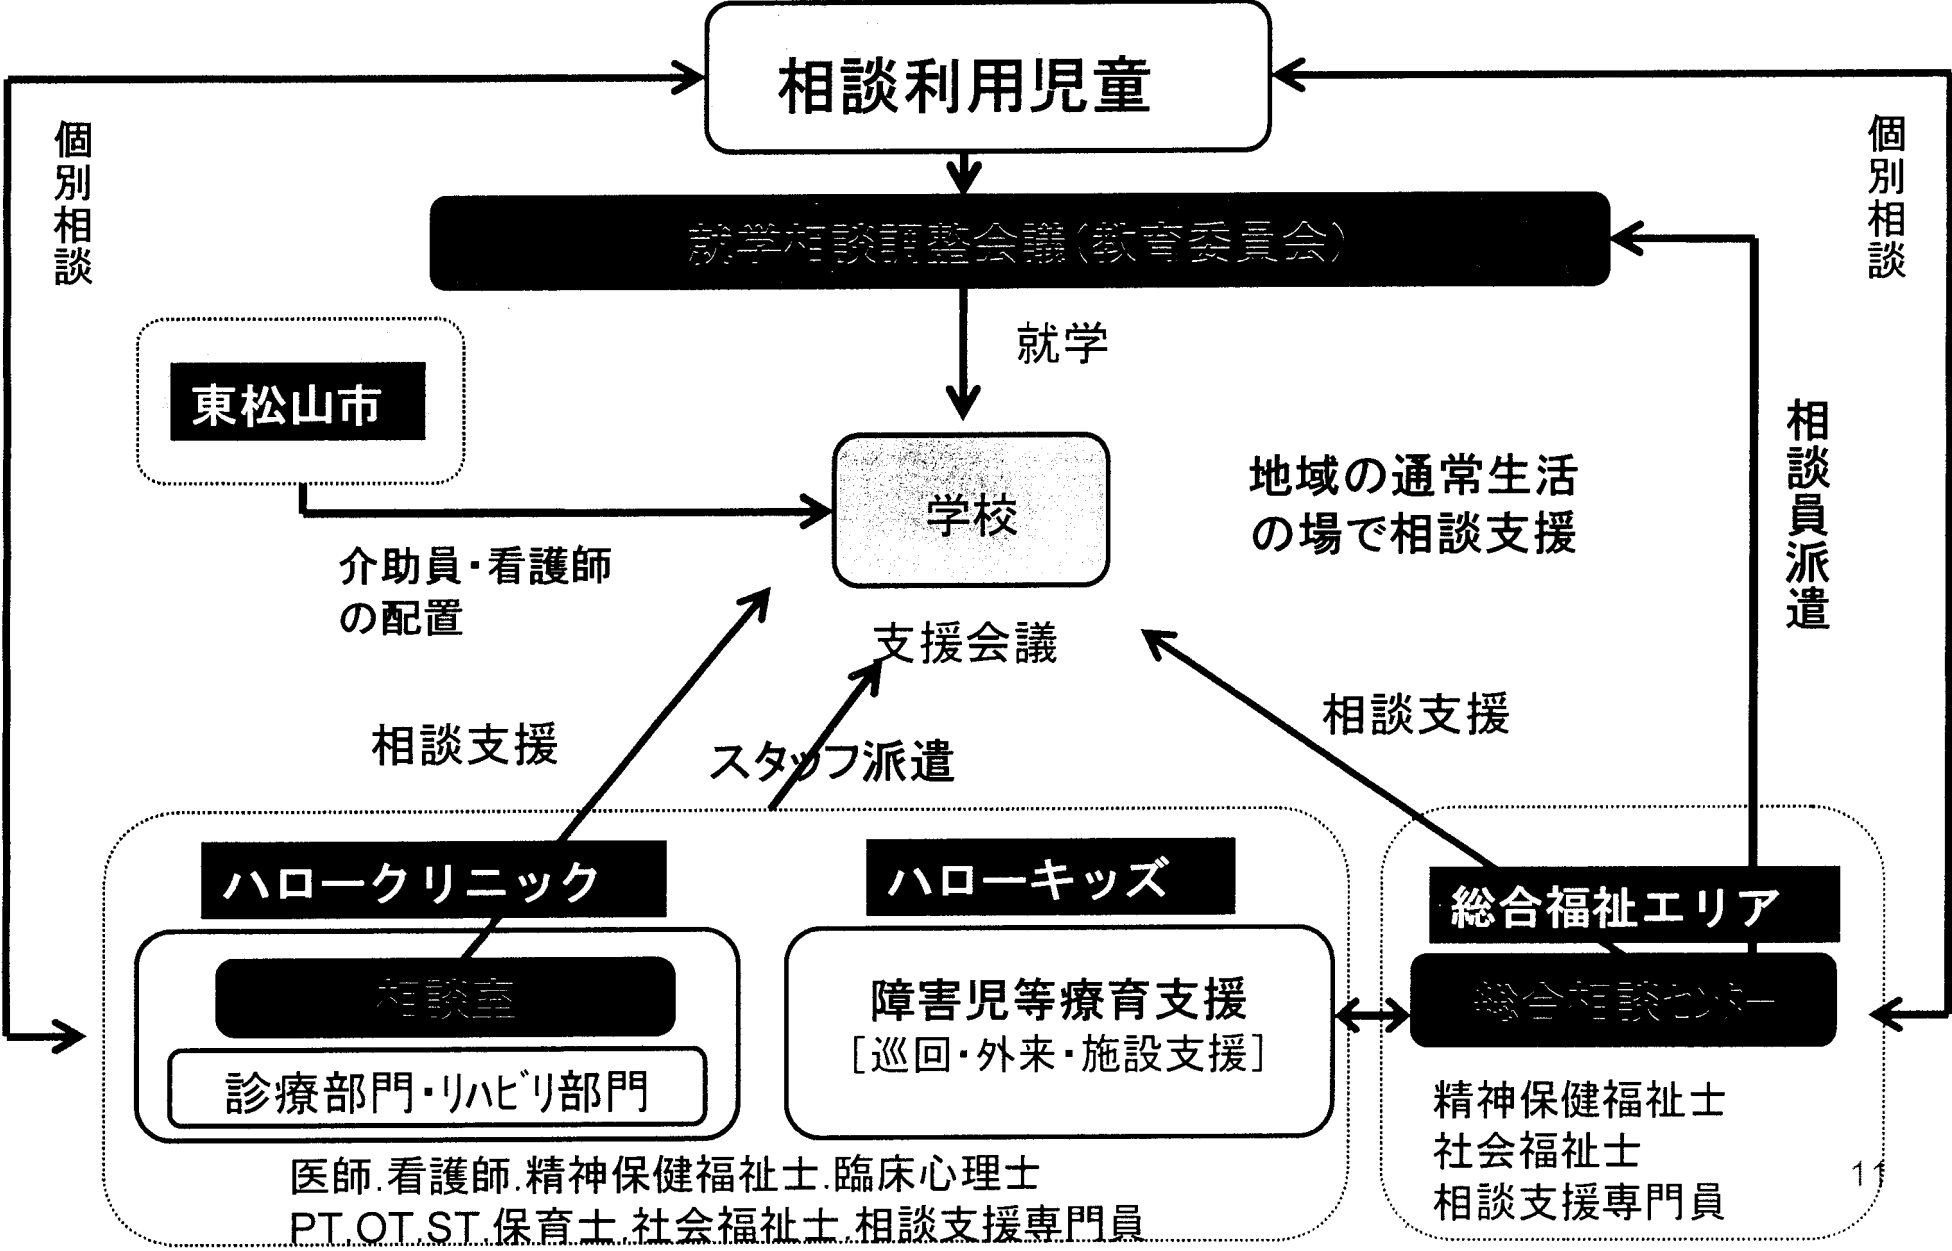 相談利用児童
個別相談
個別相談
就学相談調整会議(教育委員会)
就学
東松山市
学校
地域の通常生活
の場で相談支援
相談員派遣
介助員・看護師
の配置
支援会議
相談支援
スタッフ派遣
相談支援
ハロークリニック
ハローキッズ
総合福祉エリア
相談室
障害児等療育支援
[巡回・外来・施設支援]
総合相談センター
診療部門・リハビリ部門
精神保健福祉士
社会福祉士
相談支援専門員
医師.看護師.精神保健福祉士.臨床心理士
PT.OT.ST.保育士.社会福祉士.相談支援専門員
11